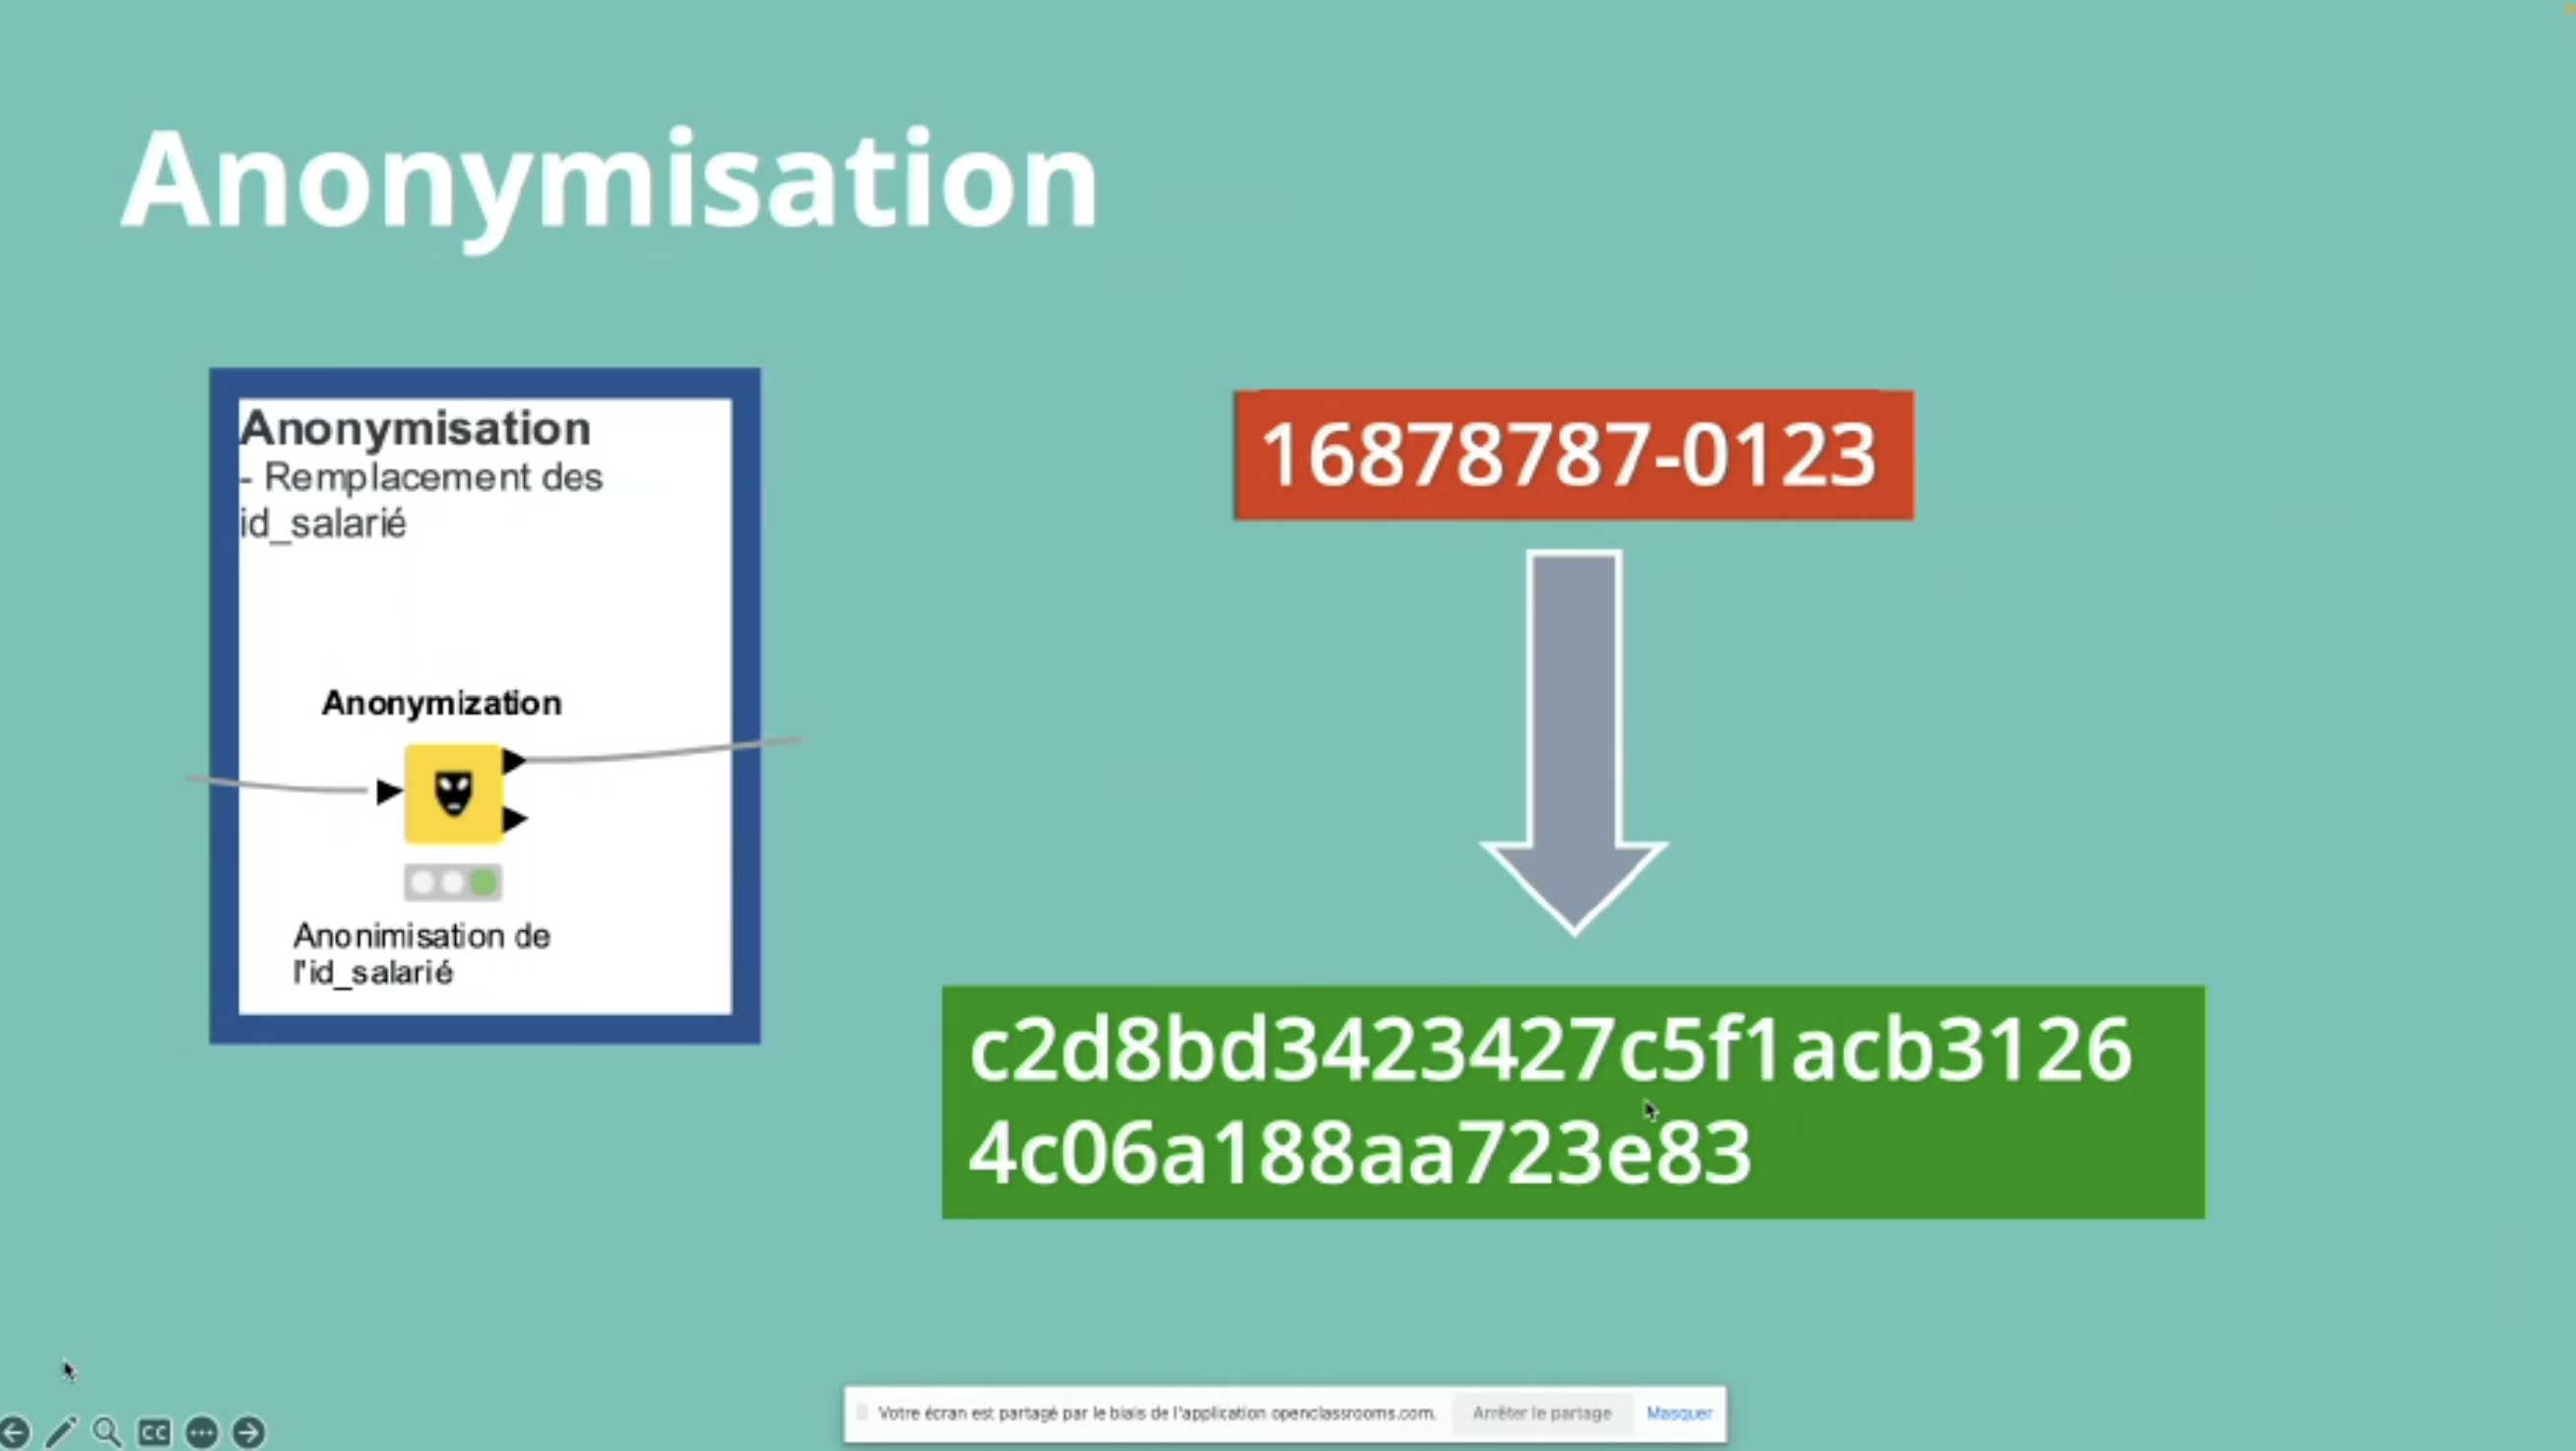 Anonymisation
Anonymisation
- Remplacement des
id_salarié
Anonymization
Anonimisation de
l'id_salarié
16878787-0123
c2d8bd3423427c5f1acb3126
4c06a188aa723e83
Votre écran est partagé par le biais de l'application openclassrooms.com. Arrêter le partage Masquer
CC